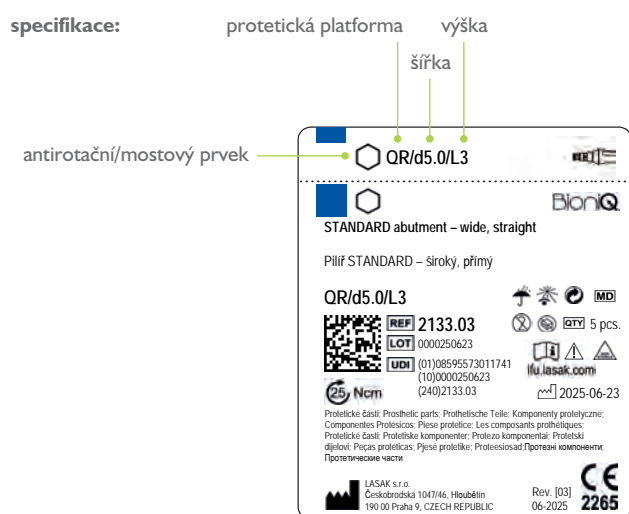 specifikace:
protetická platforma
výška
šířka
antirotační/mostový prvek
QR/d5.0/L3
BioniQ
STANDARD abutment – wide, straight
Pilíř STANDARD – široký, přímý
QR/d5.0/L3
MD
REF 2133.03
QTY 5 pcs.
LOT 0000250623
UDI (01)08595573011741
(10)0000250623
(240)2133.03
ifu.lasak.com
25 Ncm
2025-06-23
Protetické části; Prosthetic parts; Prothetische Teile; Komponenty protetyczne;
Componentes Protésicos; Piese protetice; Les composants prothétiques;
Protetické časti; Protetiske komponenter; Protezo komponentai; Protetski
dijelovi; Peças protéticas; Pjesë protetike; Proteesiosad;Протезні компоненти;
Протетические части
LASAK s.r.o.
Českobrodská 1047/46, Hloubětín
190 00 Praha 9, CZECH REPUBLIC
Rev. [03]
06-2025
CE
2265